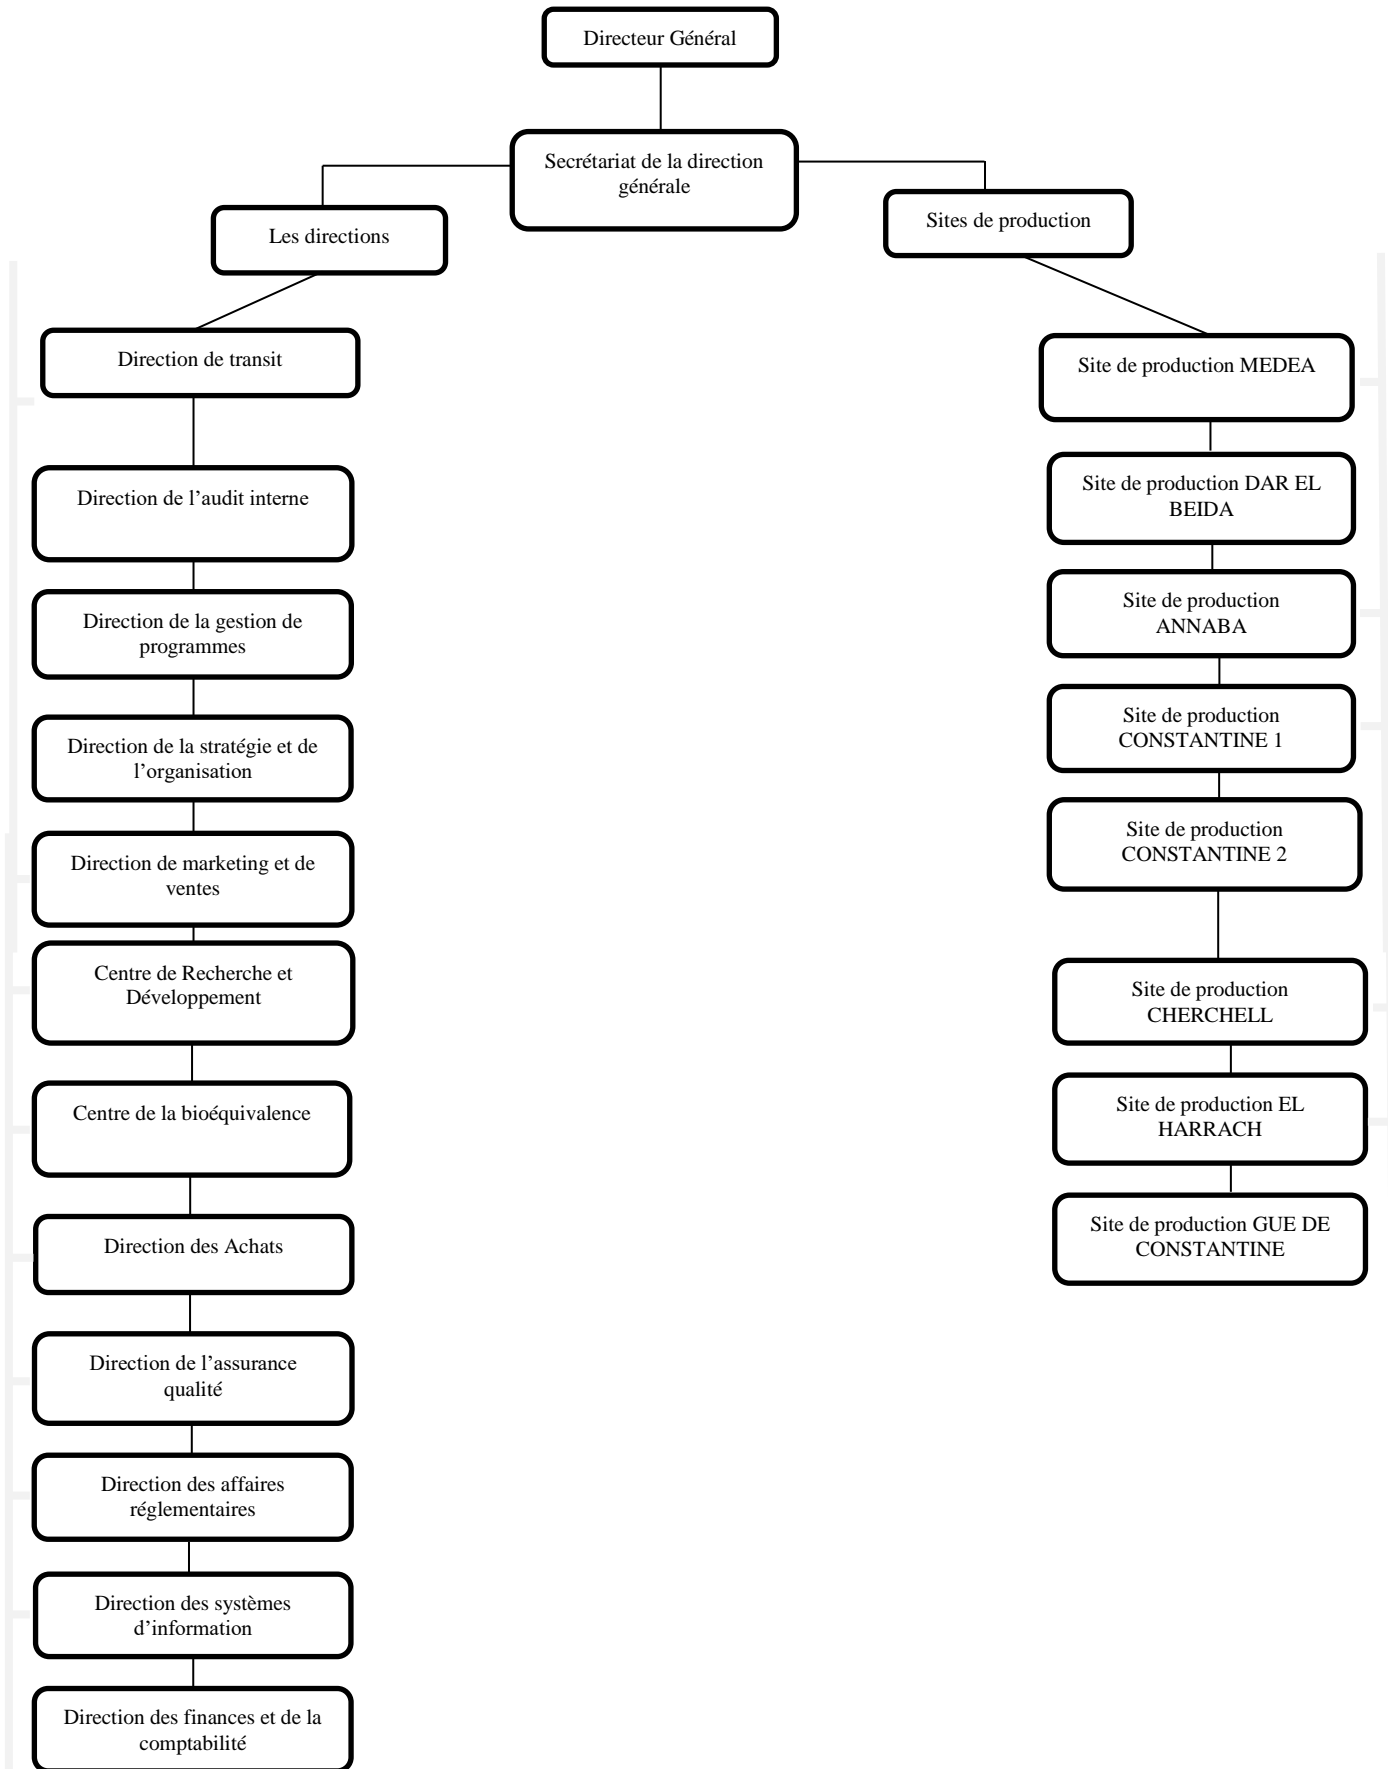 Directeur Général
Secrétariat de la direction
générale
Les directions
Sites de production
Direction de transit
Direction de l’audit interne
Direction de la gestion de
programmes
Direction de la stratégie et de
l’organisation
Direction de marketing et de
ventes
Centre de Recherche et
Développement
Centre de la bioéquivalence
Direction des Achats
Direction de l’assurance
qualité
Direction des affaires
réglementaires
Direction des systèmes
d’information
Direction des finances et de la
comptabilité
Site de production MEDEA
Site de production DAR EL
BEIDA
Site de production
ANNABA
Site de production
CONSTANTINE 1
Site de production
CONSTANTINE 2
Site de production
CHERCHELL
Site de production EL
HARRACH
Site de production GUE DE
CONSTANTINE